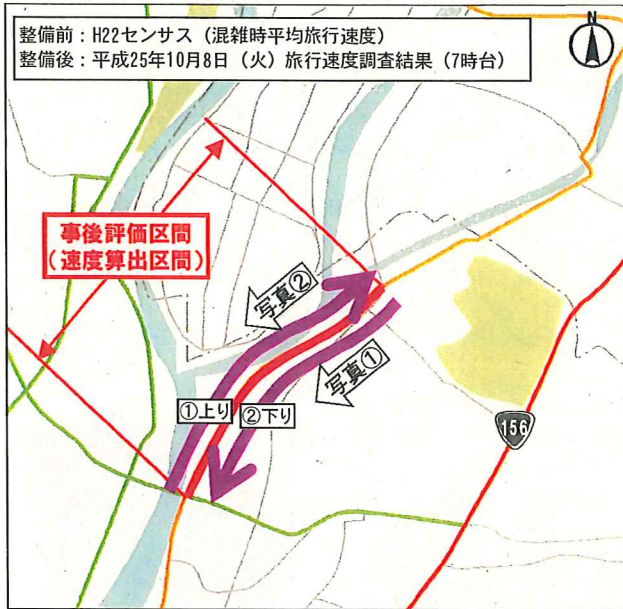 整備前：H22センサス（混雑時平均旅行速度）
整備後：平成25年10月8日（火）旅行速度調査結果（7時台）
N
事後評価区間
（速度算出区間）
写真②
写真①
①上り
②下り
156